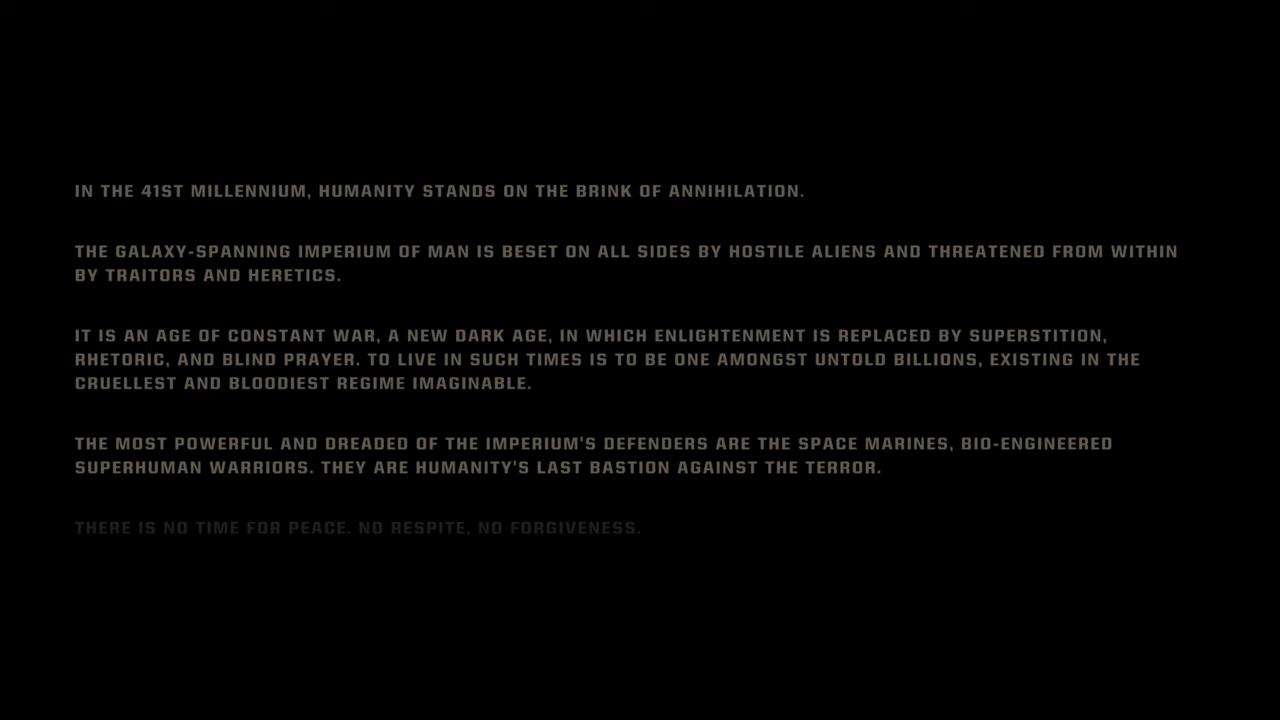 IN THE 41ST MILLENNIUM, HUMANITY STANDS ON THE BRINK OF ANNIHILATION.
THE GALAXY-SPANNING IMPERIUM OF MAN IS BESET ON ALL SIDES BY HOSTILE ALIENS AND THREATENED FROM WITHIN
BY TRAITORS AND HERETICS.
IT IS AN AGE OF CONSTANT WAR, A NEW DARK AGE, IN WHICH ENLIGHTENMENT IS REPLACED BY SUPERSTITION,
RHETORIC, AND BLIND PRAYER. TO LIVE IN SUCH TIMES IS TO BE ONE AMONGST UNTOLD BILLIONS, EXISTING IN THE
CRUELLEST AND BLOODIEST REGIME IMAGINABLE.
THE MOST POWERFUL AND DREADED OF THE IMPERIUM'S DEFENDERS ARE THE SPACE MARINES, BIO-ENGINEERED
SUPERHUMAN WARRIORS. THEY ARE HUMANITY'S LAST BASTION AGAINST THE TERROR.
THERE IS NO TIME FOR PEACE. NO RESPITE, NO FORGIVENESS.